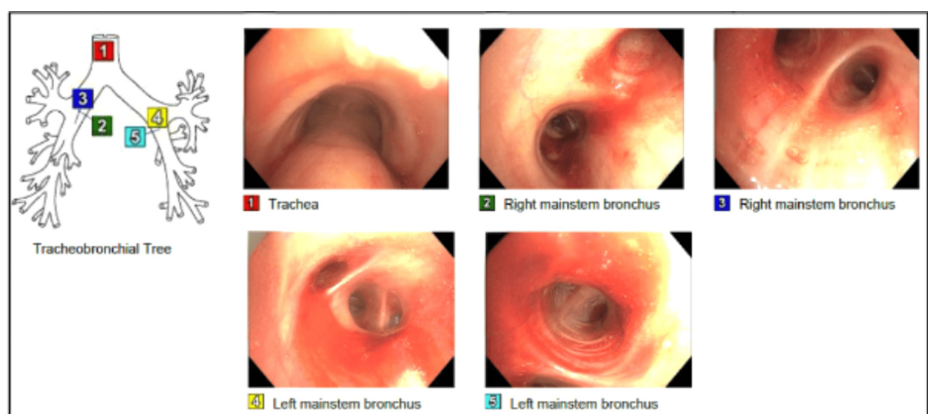 1
3
4
2
5
Tracheobronchial Tree
1 Trachea
2 Right mainstem bronchus
3 Right mainstem bronchus
4 Left mainstem bronchus
5 Left mainstem bronchus